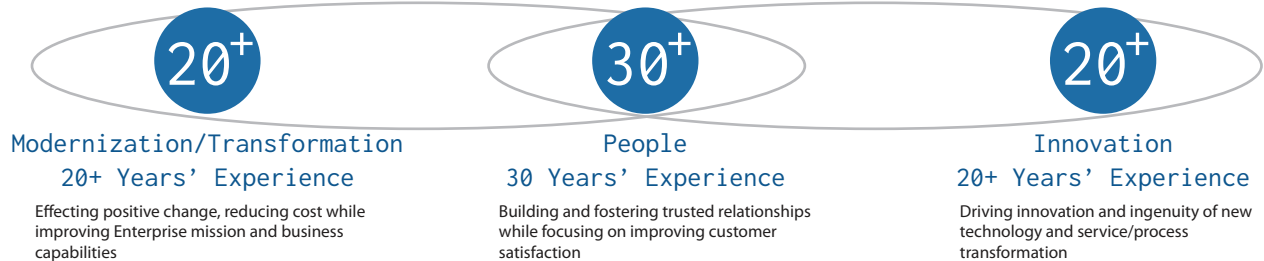 20+
Modernization/Transformation
20+ Years’ Experience
Effecting positive change, reducing cost while
improving Enterprise mission and business
capabilities
30+
People
30 Years’ Experience
Building and fostering trusted relationships
while focusing on improving customer
satisfaction
20+
Innovation
20+ Years’ Experience
Driving innovation and ingenuity of new
technology and service/process
transformation